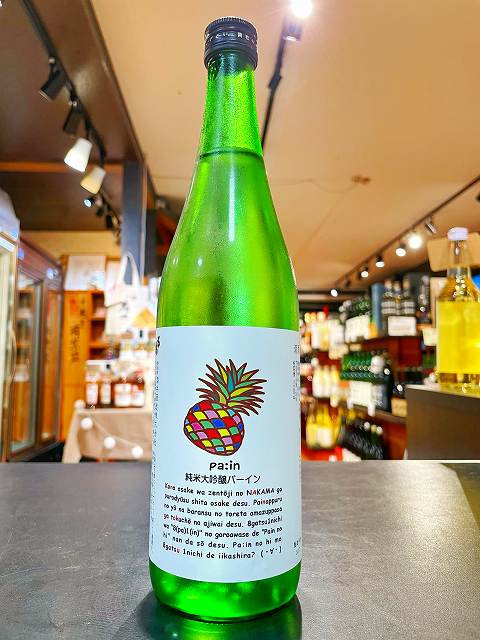 pa:in
純米大吟醸パーイン
Kono osake wa zentōji no NAKAMA ga
purodyūsu shita osake desu. Painappuru
no yō na baransu no toreta amazuppasa
ga tokuchō no ajiwai desu. 8gatsu1nichi
wa "8(pa)1(in)" no goroawase de "Pain no
hi" nan da sō desu. Pa:in no hi mo
8gatsu 1nichi de iikashira? (・∀・)